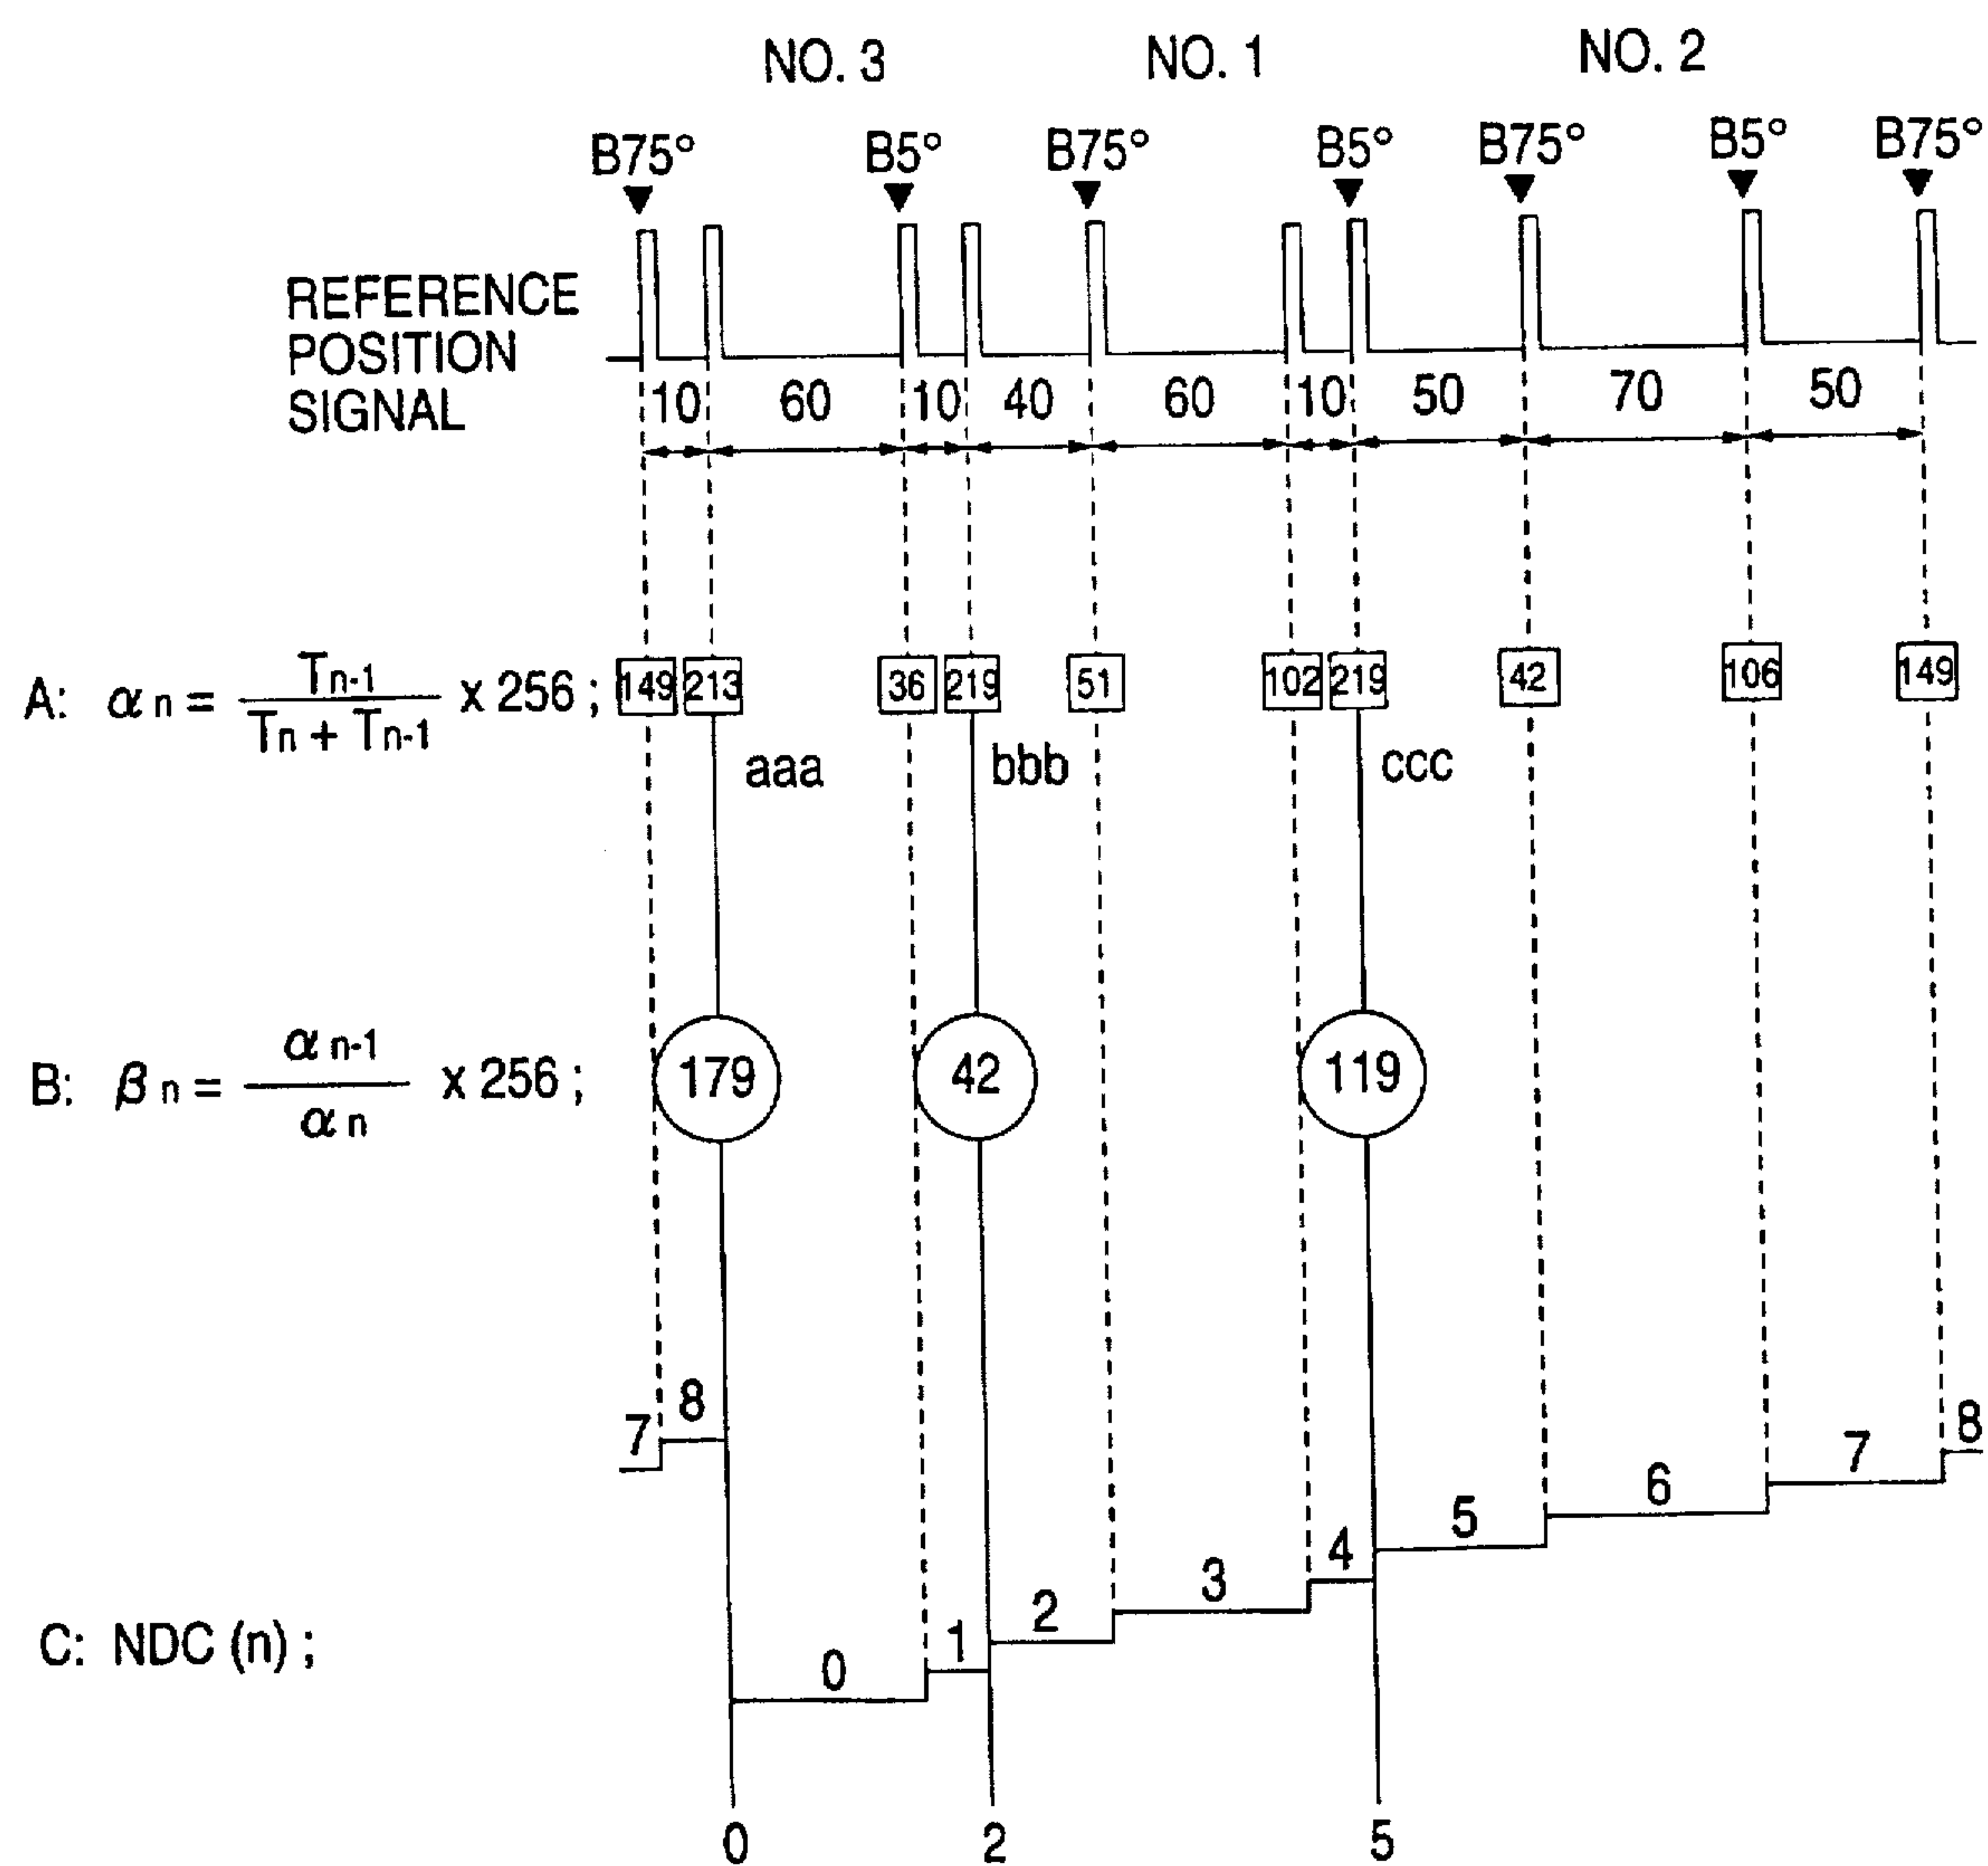 NO. 3 NO. 1 NO. 2
B75° B5° B75° B5° B75° B5° B75°
REFERENCE
POSITION
SIGNAL
10 60 10 40 60 10 50 70 50
A: αn = Tn-1 / Tn + Tn-1 x 256 ; 149 213 36 219 51 102 219 42 106 149
aaa bbb ccc
B: βn = αn-1 / αn x 256 ; 179 42 119
7 8 0 1 2 3 4 5 6 7 8
C: NDC (n) ;
0 2 5